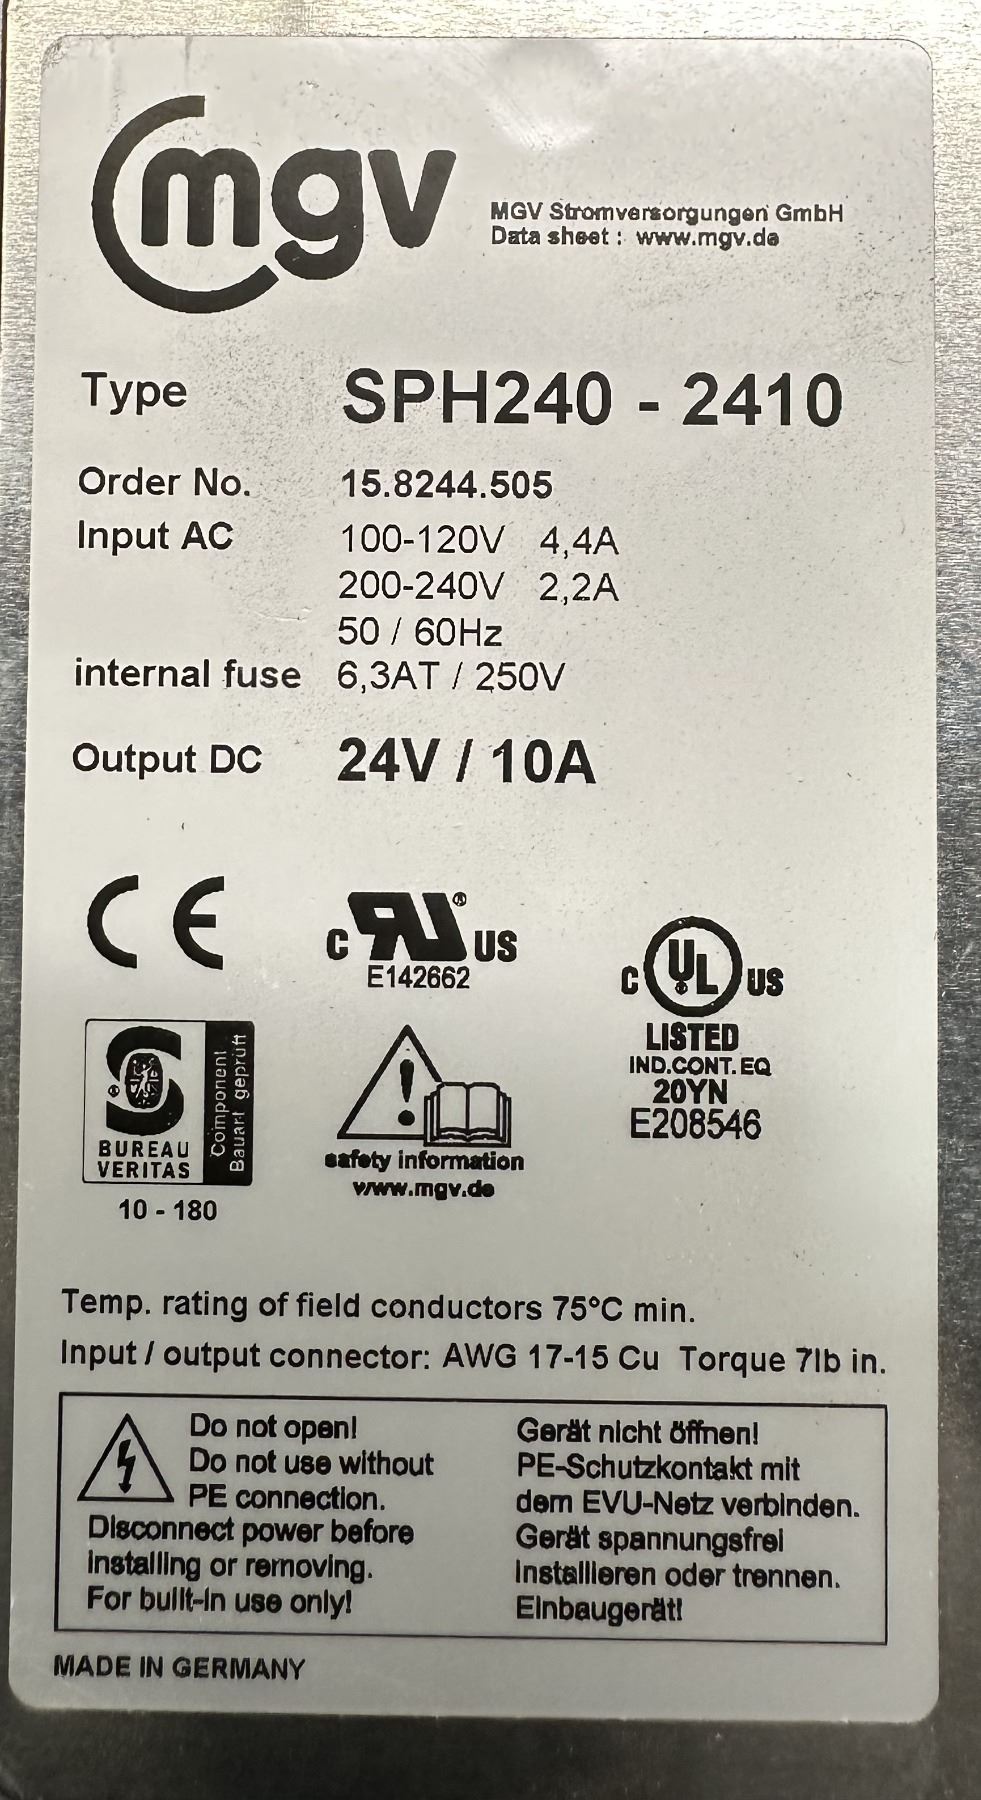 mgv
MGV Stromversorgungen GmbH
Data sheet : www.mgv.de
Type SPH240 - 2410
Order No. 15.8244.505
Input AC 100-120V 4,4A
200-240V 2,2A
50 / 60Hz
internal fuse 6,3AT / 250V
Output DC 24V / 10A
CE
C RU ® US
E142662
C UL ® US
LISTED
IND.CONT.EQ
20YN
E208546
®
BUREAU
VERITAS
Component
Bauart geprüft
10 - 180
safety information
www.mgv.de
Temp. rating of field conductors 75°C min.
Input / output connector: AWG 17-15 Cu Torque 7lb in.
Do not open!
Do not use without
PE connection.
Disconnect power before
installing or removing.
For built-in use only!
Gerät nicht öffnen!
PE-Schutzkontakt mit
dem EVU-Netz verbinden.
Gerät spannungsfrei
installieren oder trennen.
Einbaugerät!
MADE IN GERMANY